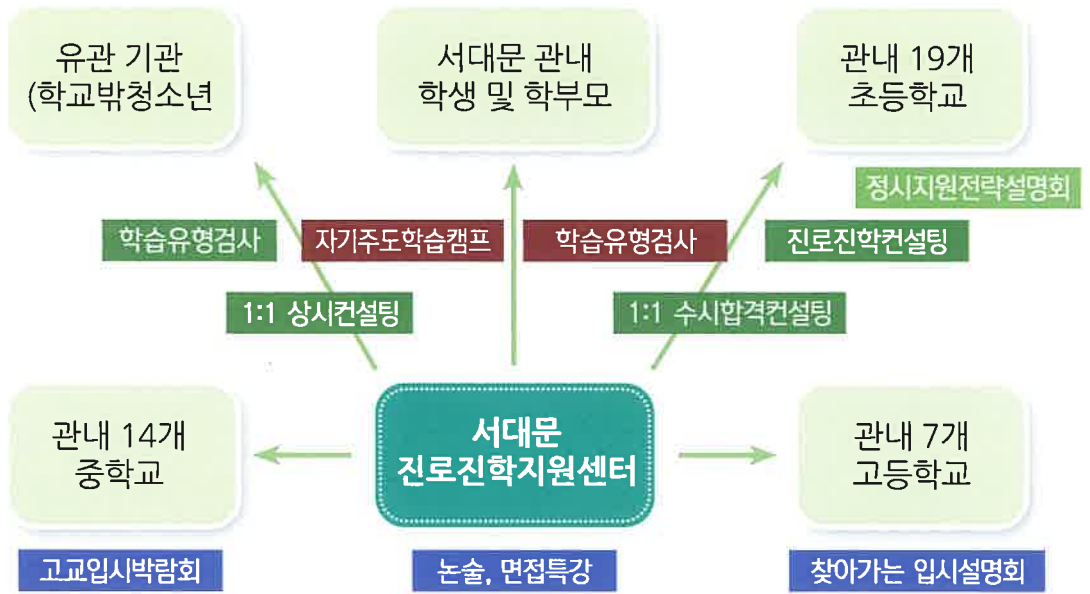 유관 기관
(학교밖청소년
서대문 관내
학생 및 학부모
관내 19개
초등학교
정시지원전략설명회
학습유형검사
자기주도학습캠프
학습유형검사
진로진학컨설팅
1:1 상시컨설팅
1:1 수시합격컨설팅
관내 14개
중학교
서대문
진로진학지원센터
관내 7개
고등학교
고교입시박람회
논술, 면접특강
찾아가는 입시설명회